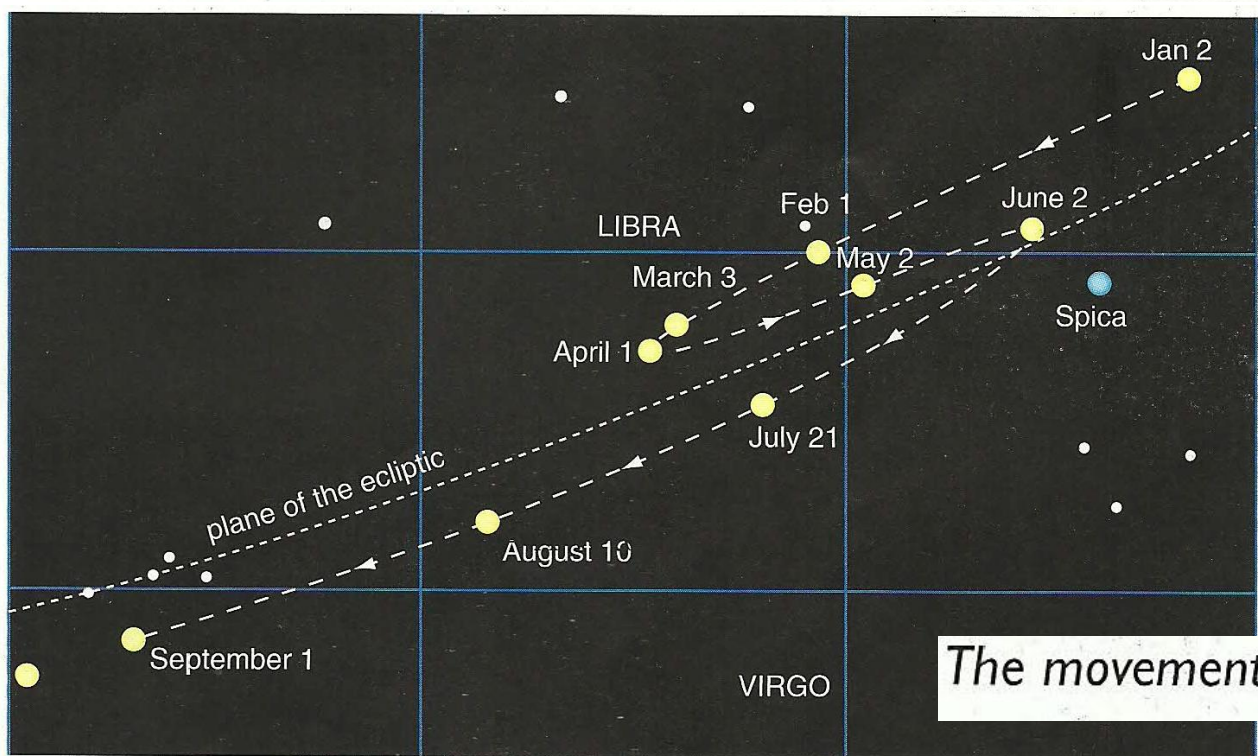 Jan 2
June 2
Feb 1
LIBRA
May 2
March 3
Spica
April 1
July 21
plane of the ecliptic
August 10
September 1
VIRGO
The movement